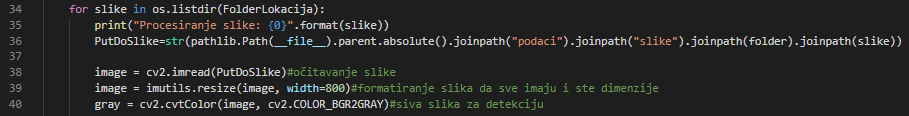 34 for slike in os.listdir(FolderLokacija):
35 print("Procesiranje slike: {0}".format(slike))
36 PutDoSlike=str(pathlib.Path(__file__).parent.absolute().joinpath("podaci").joinpath("slike").joinpath(folder).joinpath(slike))
37
38 image = cv2.imread(PutDoSlike)#očitavanje slike
39 image = imutils.resize(image, width=800)#formatiranje slika da sve imaju i ste dimenzije
40 gray = cv2.cvtColor(image, cv2.COLOR_BGR2GRAY)#siva slika za detekciju